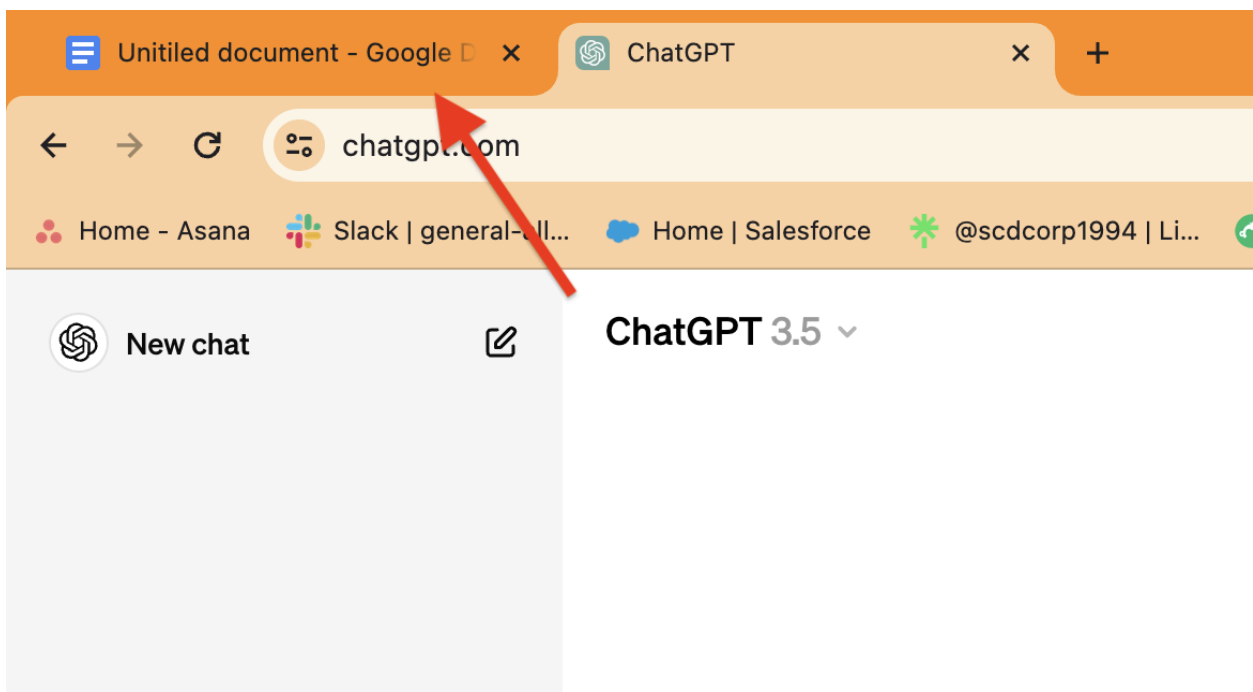 Unitiled document - Google D
ChatGPT
chatgpt.com
Home - Asana
Slack | general-all...
Home | Salesforce
@scdcorp1994 | Li...
New chat
ChatGPT 3.5